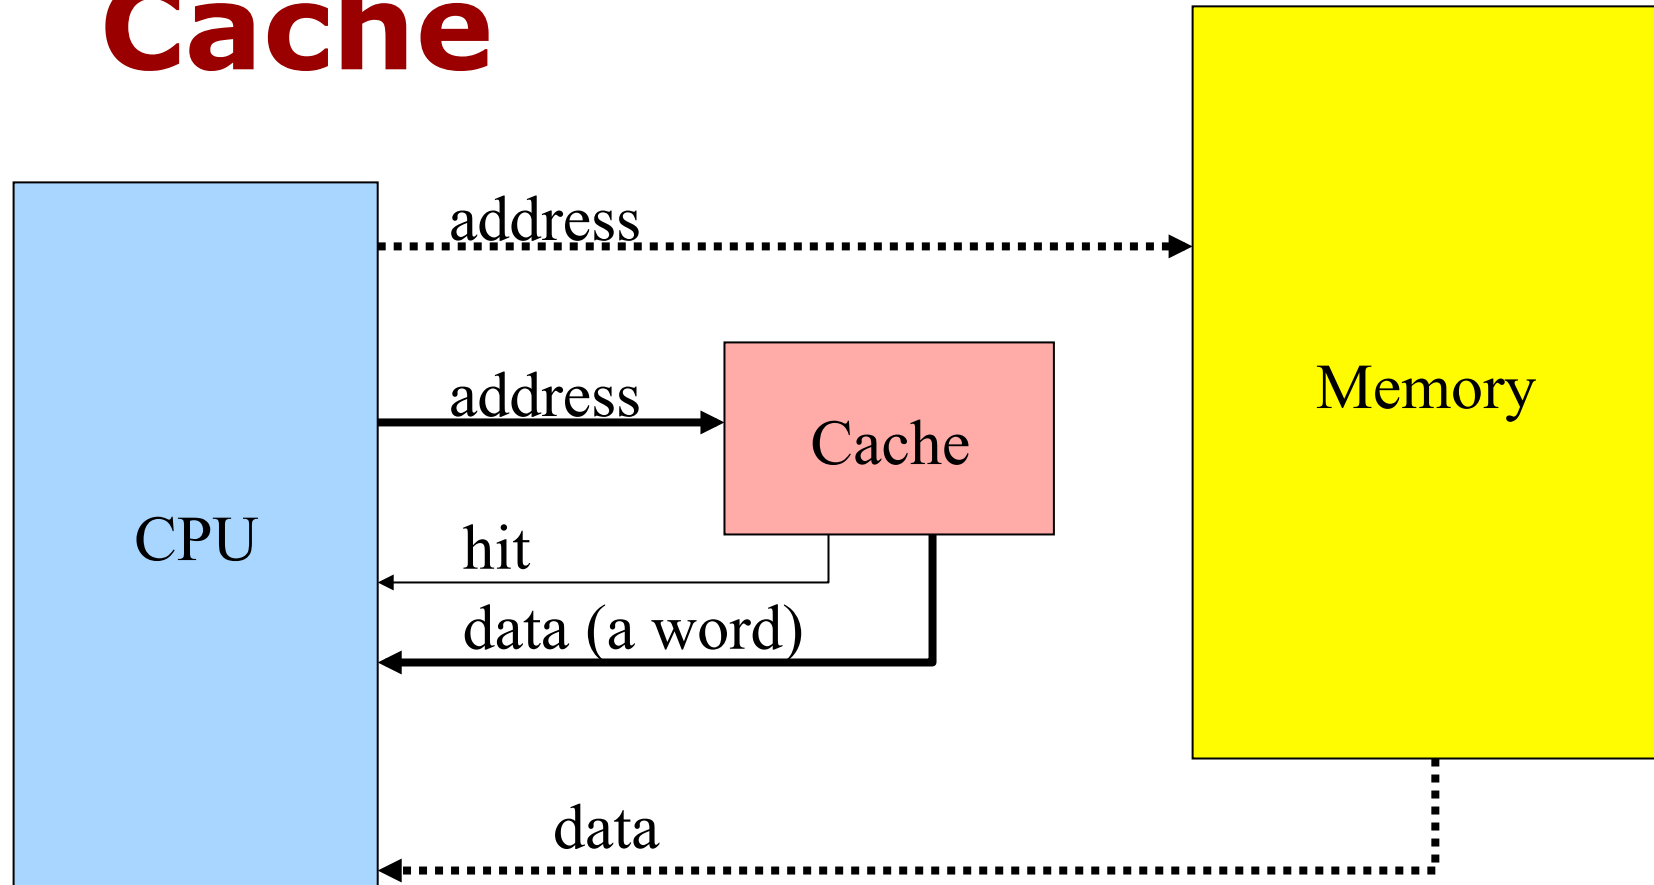 Cache
address
address
Cache
Memory
CPU
hit
data (a word)
data